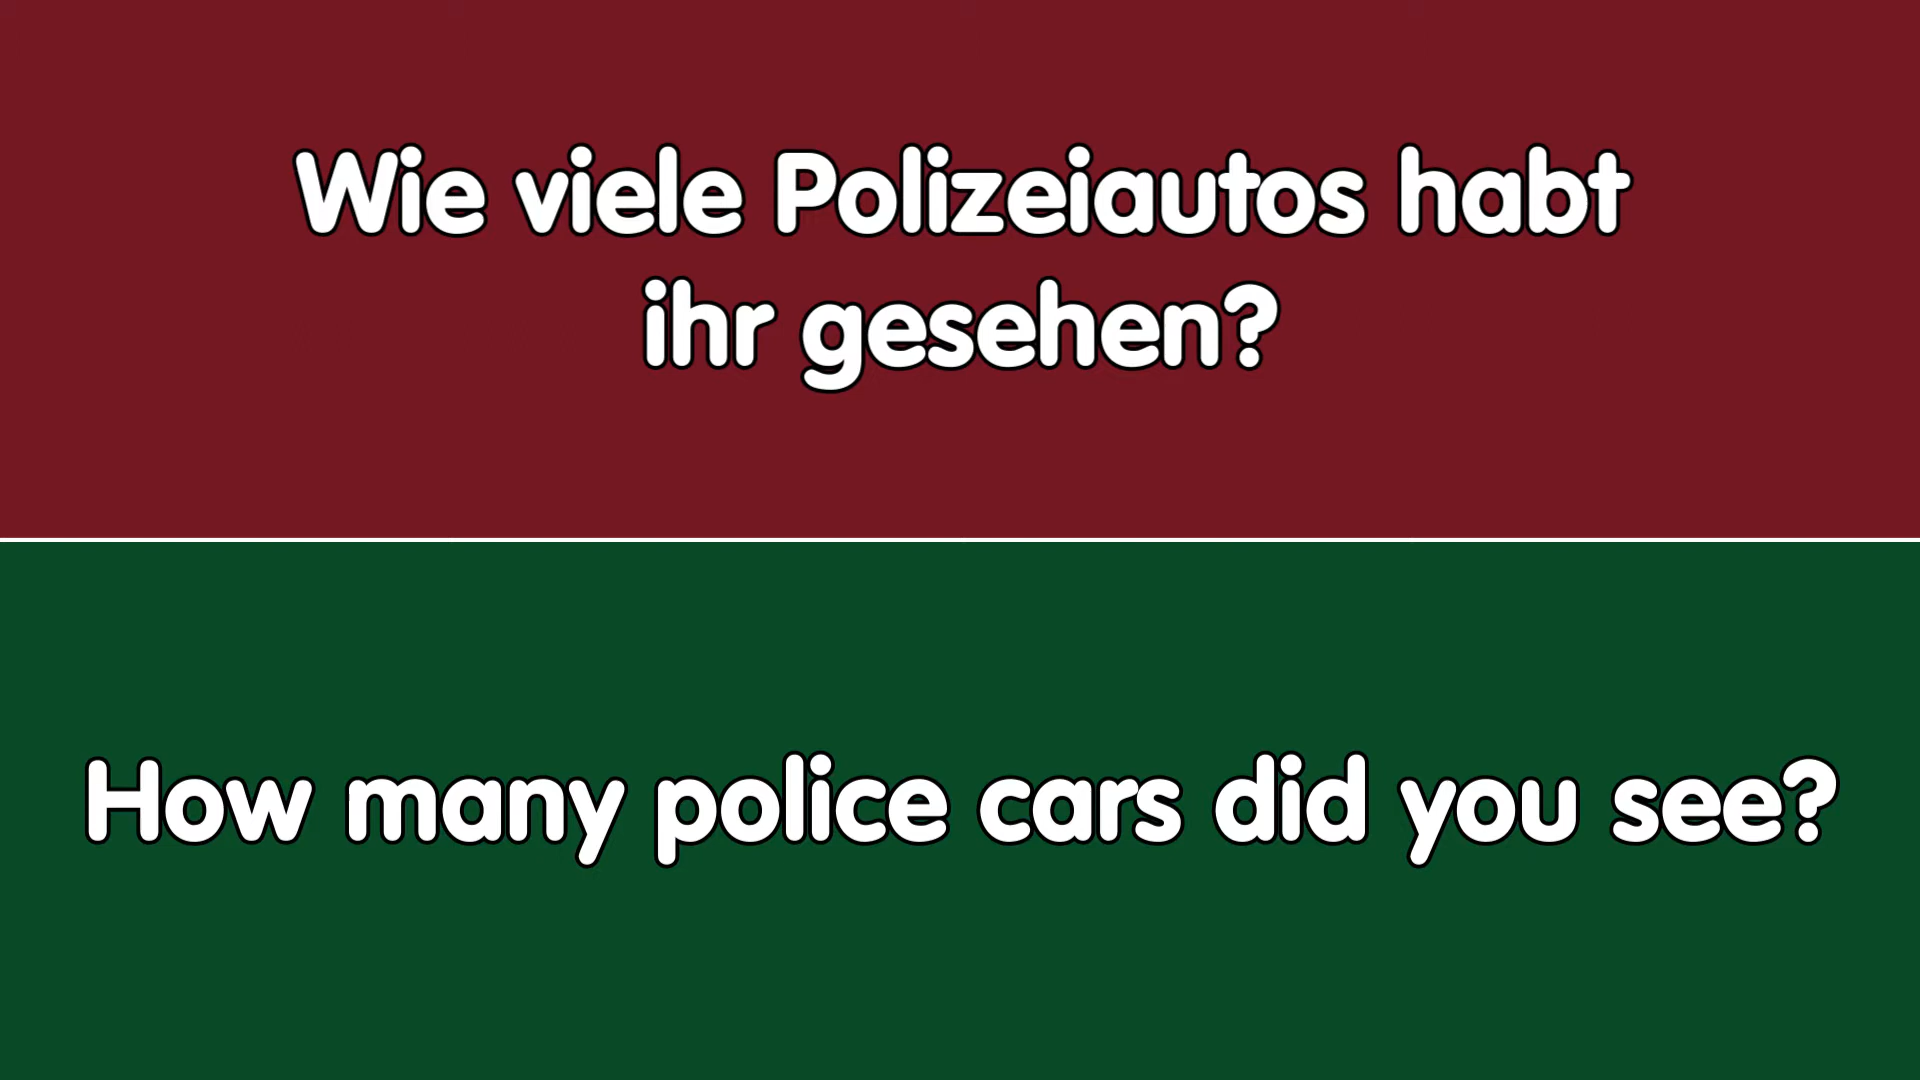 Wie viele Polizeiautos habt
ihr gesehen?
How many police cars did you see?